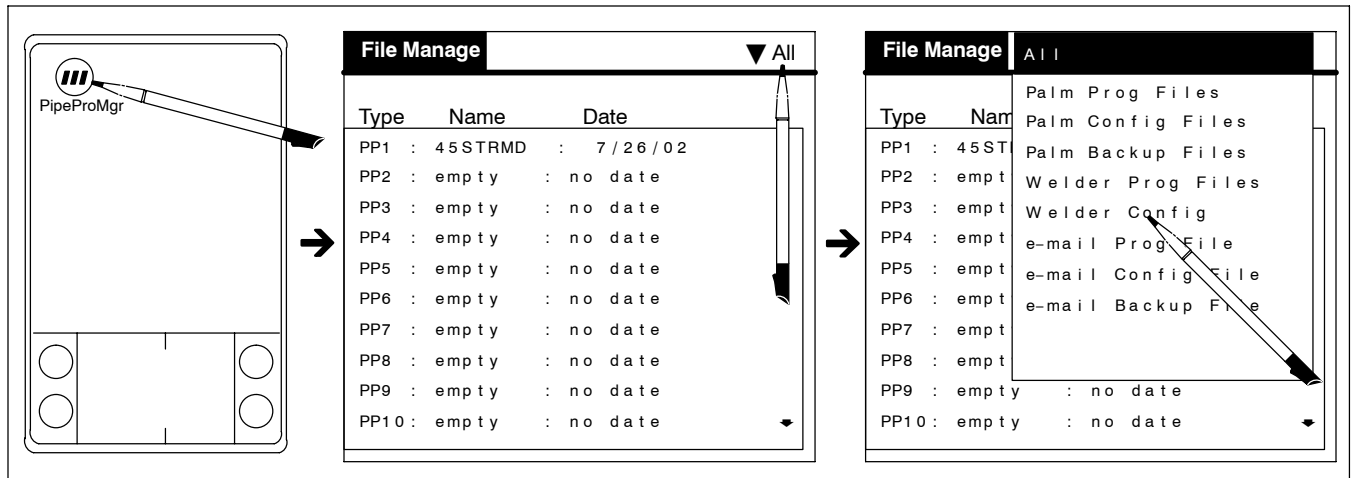 PipeProMgr
File Manage ▼ All
Type Name Date
PP1 : 45STRMD : 7/26/02
PP2 : empty : no date
PP3 : empty : no date
PP4 : empty : no date
PP5 : empty : no date
PP6 : empty : no date
PP7 : empty : no date
PP8 : empty : no date
PP9 : empty : no date
PP10 : empty : no date
File Manage All
Type Nam
PP1 : 45ST
PP2 : empt
PP3 : empt
PP4 : empt
PP5 : empt
PP6 : empt
PP7 : empt
PP8 : empt
PP9 : empty : no date
PP10 : empty : no date
Palm Prog Files
Palm Config Files
Palm Backup Files
Welder Prog Files
Welder Config
e-mail Prog File
e-mail Config File
e-mail Backup File